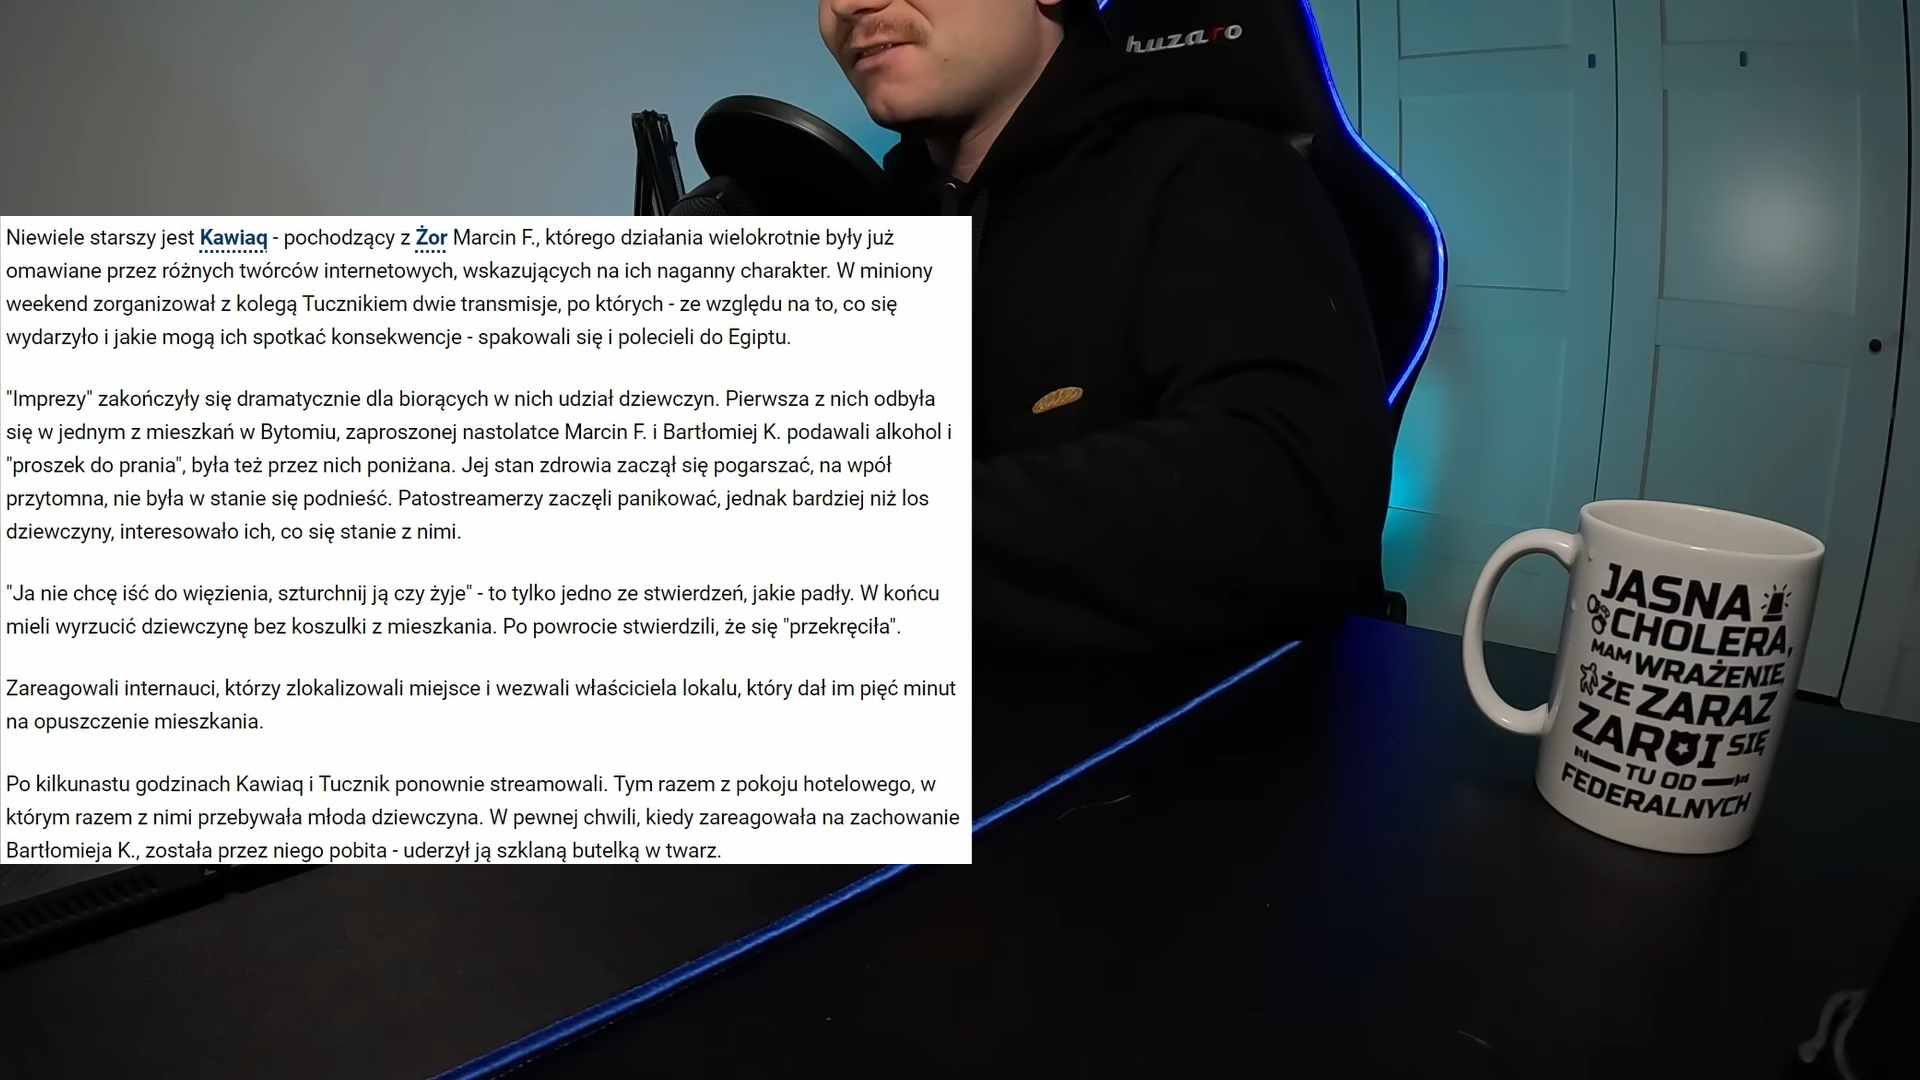 huzaro
Niewiele starszy jest Kawiaq - pochodzący z Żor Marcin F., którego działania wielokrotnie były już
omawiane przez różnych twórców internetowych, wskazujących na ich naganny charakter. W miniony
weekend zorganizował z kolegą Tucznikiem dwie transmisje, po których - ze względu na to, co się
wydarzyło i jakie mogą ich spotkać konsekwencje - spakowali się i polecieli do Egiptu.
"Imprezy" zakończyły się dramatycznie dla biorących w nich udział dziewczyn. Pierwsza z nich odbyła
się w jednym z mieszkań w Bytomiu, zaproszonej nastolatce Marcin F. i Bartłomiej K. podawali alkohol i
"proszek do prania", była też przez nich poniżana. Jej stan zdrowia zaczął się pogarszać, na wpół
przytomna, nie była w stanie się podnieść. Patostreamerzy zaczęli panikować, jednak bardziej niż los
dziewczyny, interesowało ich, co się stanie z nimi.
"Ja nie chcę iść do więzienia, szturchnij ją czy żyje" - to tylko jedno ze stwierdzeń, jakie padły. W końcu
mieli wyrzucić dziewczynę bez koszulki z mieszkania. Po powrocie stwierdzili, że się "przekręciła".
Zareagowali internauci, którzy zlokalizowali miejsce i wezwali właściciela lokalu, który dał im pięć minut
na opuszczenie mieszkania.
Po kilkunastu godzinach Kawiaq i Tucznik ponownie streamowali. Tym razem z pokoju hotelowego, w
którym razem z nimi przebywała młoda dziewczyna. W pewnej chwili, kiedy zareagowała na zachowanie
Bartłomieja K., została przez niego pobita - uderzył ją szklaną butelką w twarz.
JASNA
CHOLERA,
MAM WRAŻENIE,
ŻE ZARAZ
ZAROI SIĘ
TU OD
FEDERALNYCH